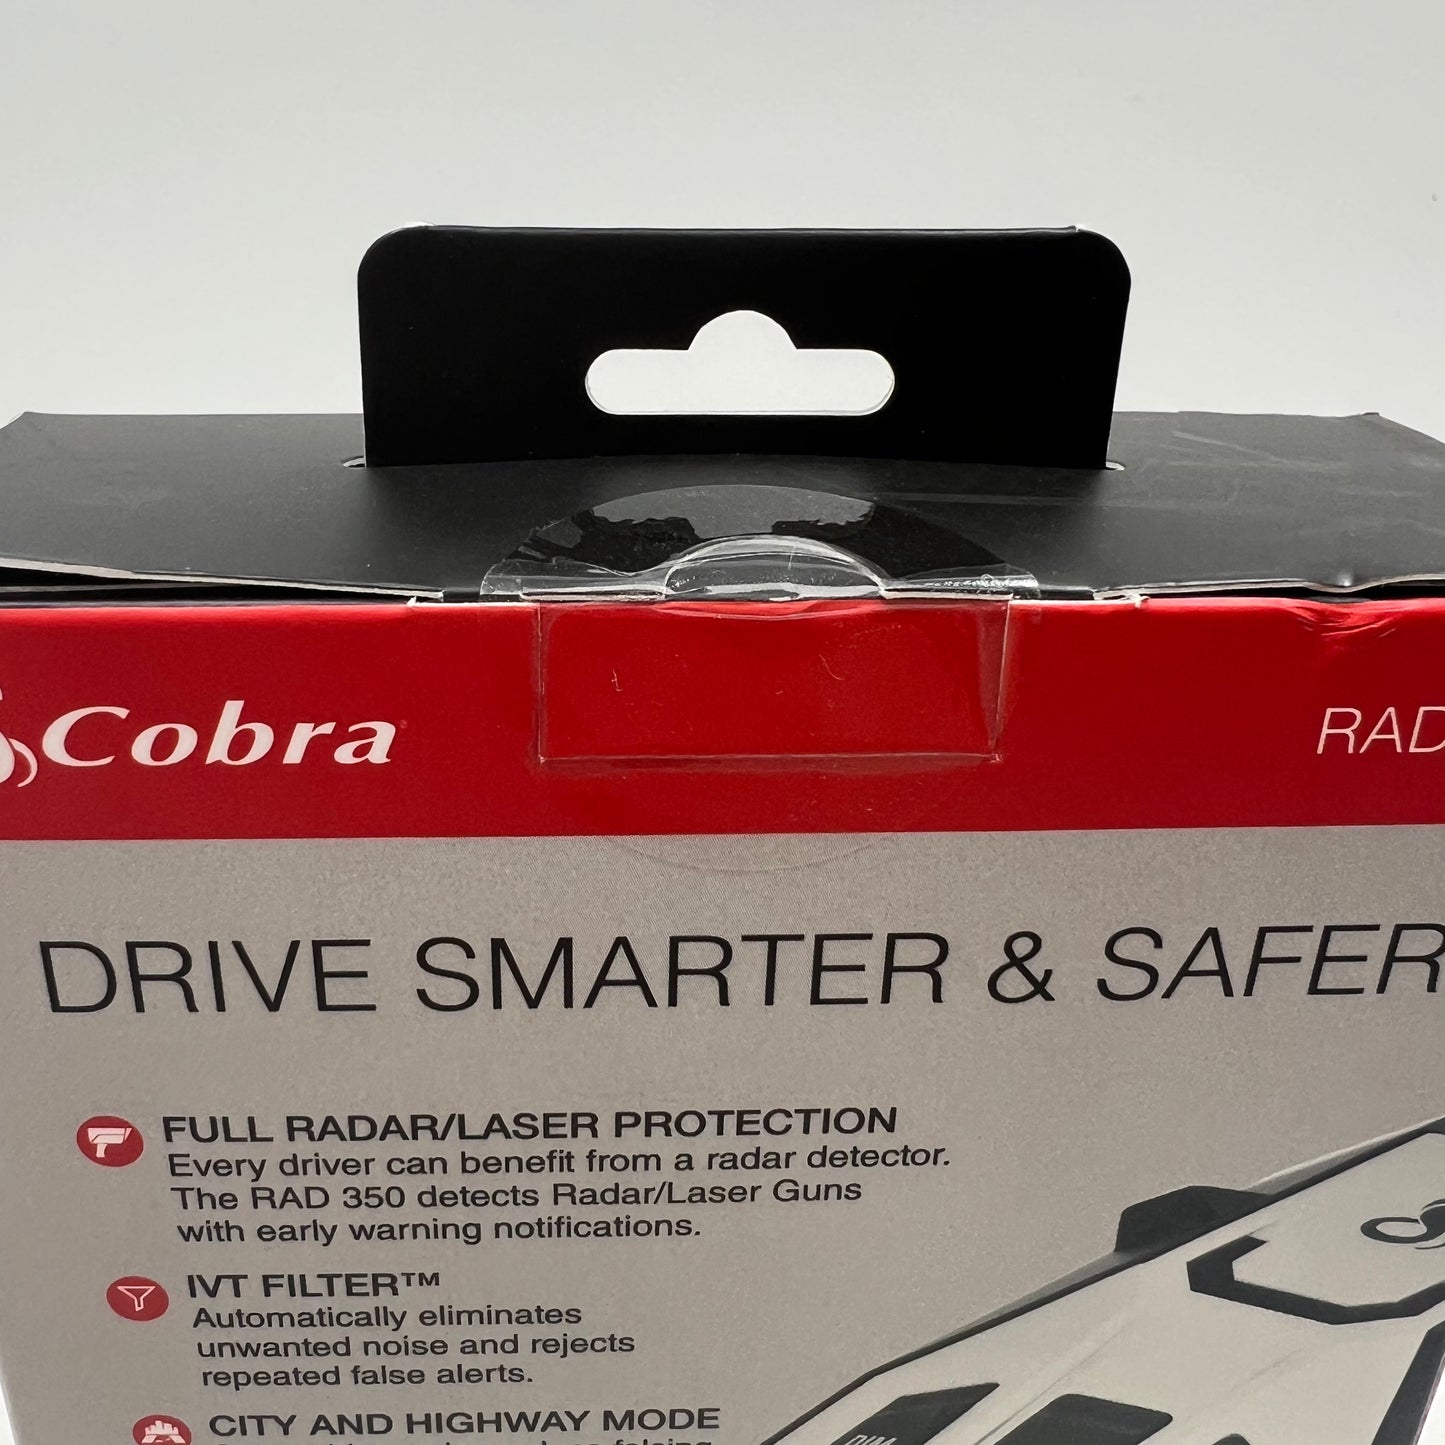 Cobra
RAD
DRIVE SMARTER & SAFER
FULL RADAR/LASER PROTECTION
Every driver can benefit from a radar detector.
The RAD 350 detects Radar/Laser Guns
with early warning notifications.
IVT FILTER™
Automatically eliminates
unwanted noise and rejects
repeated false alerts.
CITY AND HIGHWAY MODE
DIM